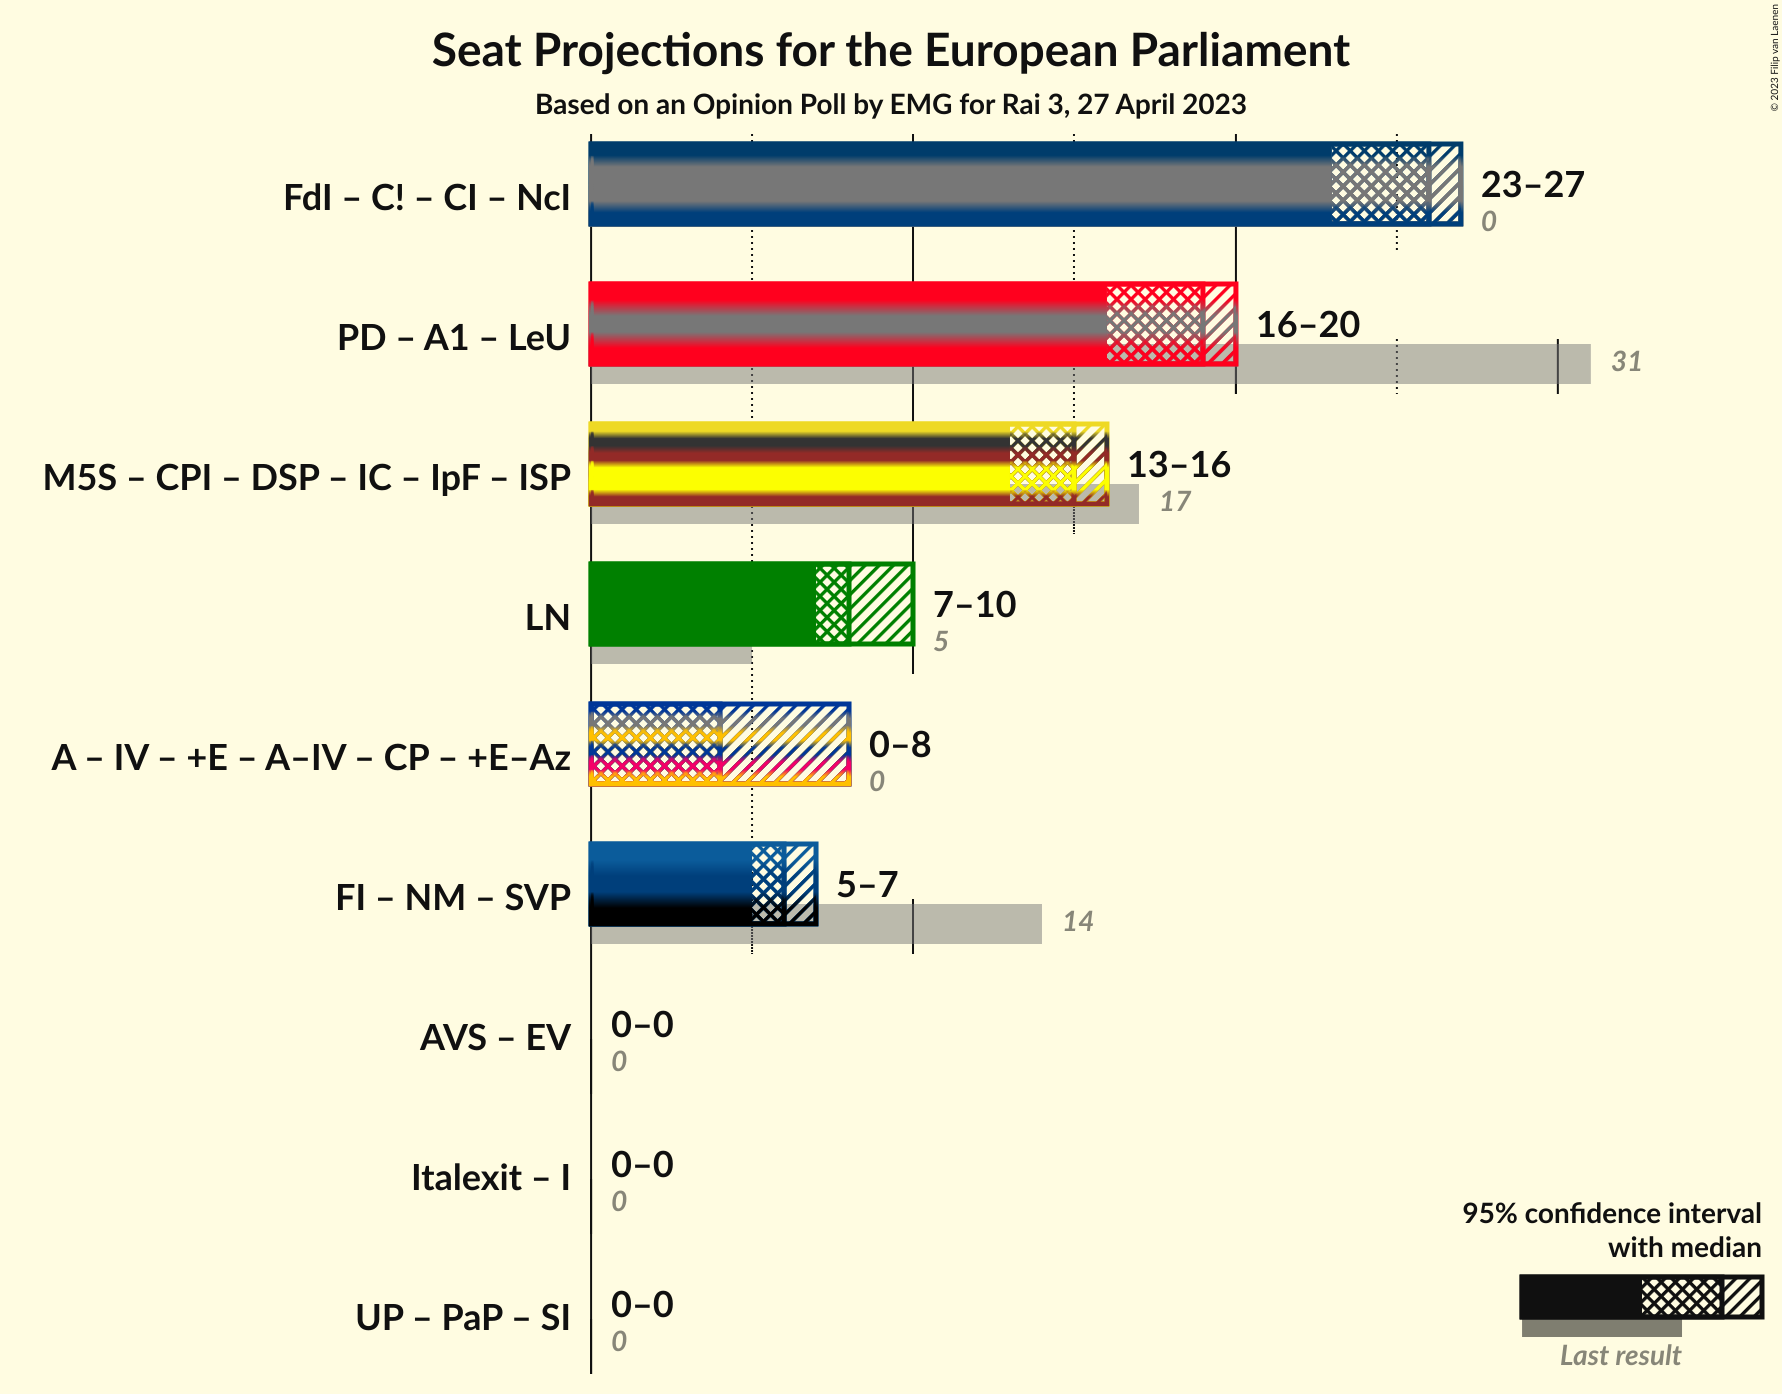 Seat Projections for the European Parliament
Based on an Opinion Poll by EMG for Rai 3, 27 April 2023
© 2023 Filip van Laenen
FdI – C! – CI – NcI
23–27
0
PD – A1 – LeU
16–20
31
M5S – CPI – DSP – IC – IpF – ISP
13–16
17
LN
7–10
5
A – IV – +E – A–IV – CP – +E–Az
0–8
0
FI – NM – SVP
5–7
14
AVS – EV
0–0
0
Italexit – I
0–0
0
UP – PaP – SI
0–0
0
95% confidence interval
with median
Last result